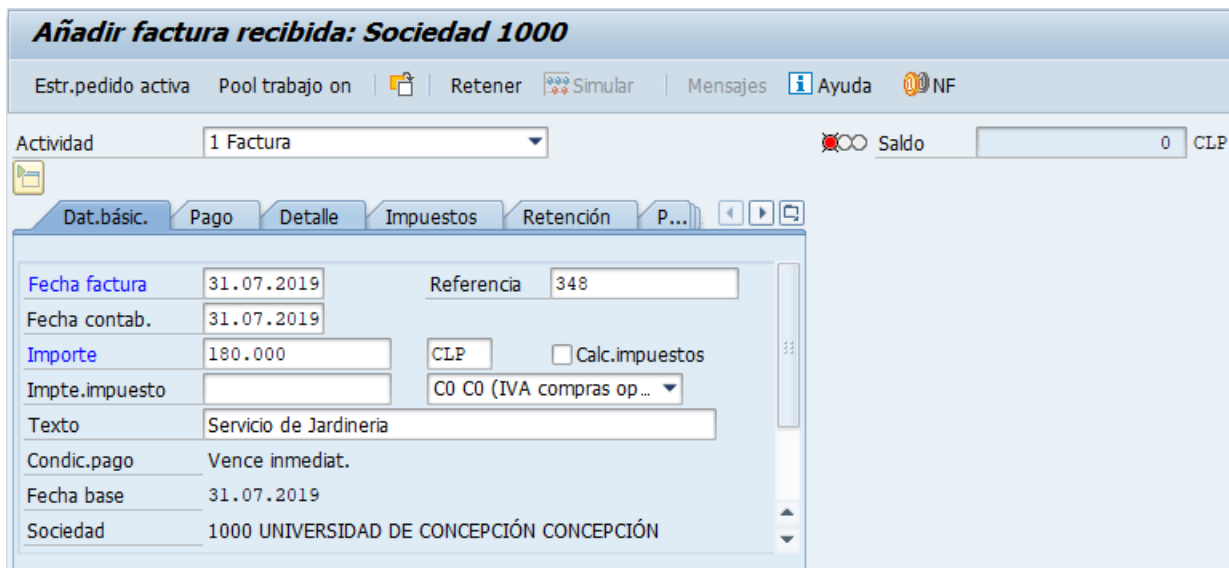 Añadir factura recibida: Sociedad 1000
Estr.pedido activa Pool trabajo on Retener Simular Mensajes Ayuda NF
Actividad 1 Factura Saldo 0 CLP
Dat.básic. Pago Detalle Impuestos Retención P...
Fecha factura 31.07.2019 Referencia 348
Fecha contab. 31.07.2019
Importe 180.000 CLP Calc.impuestos
Impte.impuesto C0 C0 (IVA compras op...
Texto Servicio de Jardineria
Condic.pago Vence inmediat.
Fecha base 31.07.2019
Sociedad 1000 UNIVERSIDAD DE CONCEPCIÓN CONCEPCIÓN